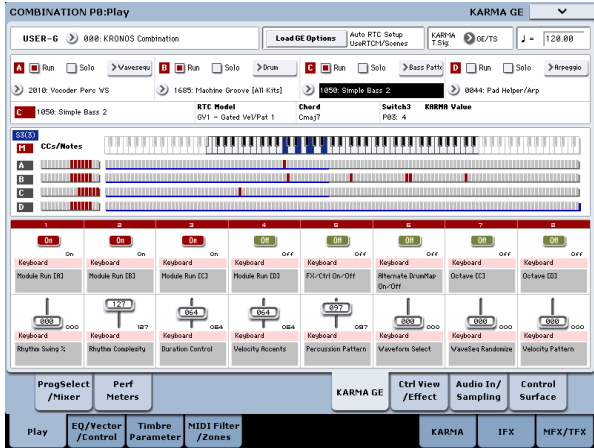 COMBINATION P0:Play KARMA GE
USER-G 000: KRONOS Combination Load GE Options Auto RTC Setup UseRTCM/Scenes KARMA T.Sig: GE/TS ♩= 120.00
A Run Solo Wavesequ B Run Solo Drum C Run Solo Bass Patte D Run Solo Arpeggio
2010: Vocoder Perc WS 1685: Machine Groove [All Kits] 1050: Simple Bass 2 0044: Pad Helper/Arp
RTC Model Chord Switch3 KARMA Value
C 1050: Simple Bass 2 GV1 - Gated Vel/Pat 1 Cmaj7 P03: 4
S3(3)
M CCs/Notes
A
B
C
D
1 2 3 4 5 6 7 8
On On On Off Off Off Off Off
On On On Off Off Off Off Off
Keyboard Keyboard Keyboard Keyboard Keyboard Keyboard Keyboard Keyboard
Module Run [A] Module Run [B] Module Run [C] Module Run [D] FX/Ctrl On/Off Alternate DrumMap On/Off Octave [C] Octave [D]
000 127 064 064 097 000 000 000
000 127 064 064 097 000 000 000
Keyboard Keyboard Keyboard Keyboard Keyboard Keyboard Keyboard Keyboard
Rhythm Swing % Rhythm Complexity Duration Control Velocity Accents Percussion Pattern Waveform Select WaveSeq Randomize Velocity Pattern
ProgSelect /Mixer Perf Meters KARMA GE Ctrl View /Effect Audio In/ Sampling Control Surface
Play EQ/Vector /Control Timbre Parameter MIDI Filter /Zones KARMA IFX MFX/TFX